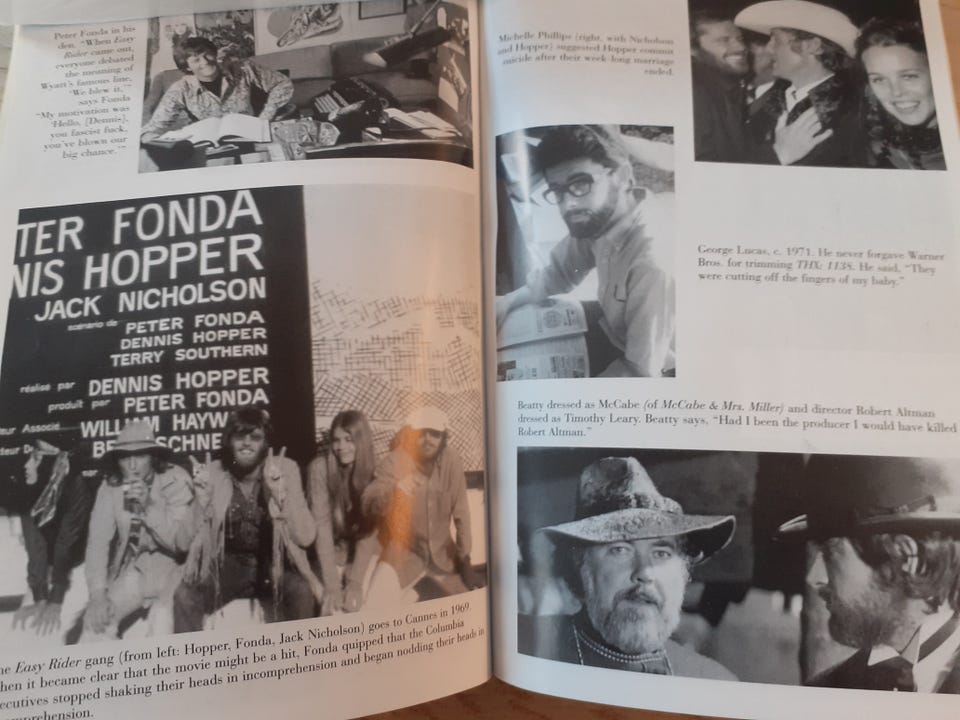 Peter Fonda in his
den. "When Easy
Rider came out,
everyone debated
the meaning of
Wyatt's famous line,
'We blew it,'"
says Fonda
"My motivation was
'Hello, [Dennis],
you fascist fuck,
you've blown our
big chance.'"
TER FONDA
NIS HOPPER
JACK NICHOLSON
scénario de PETER FONDA
DENNIS HOPPER
TERRY SOUTHERN
réalisé par DENNIS HOPPER
produit par PETER FONDA
eur Associé WILLIAM HAYW
BE SCHNE
par
he Easy Rider gang (from left: Hopper, Fonda, Jack Nicholson) goes to Cannes in 1969.
hen it became clear that the movie might be a hit, Fonda quipped that the Columbia
ecutives stopped shaking their heads in incomprehension and began nodding their heads in
omprehension.
Michelle Phillips (right, with Nicholson
and Hopper) suggested Hopper commit
suicide after their week-long marriage
ended.
George Lucas, c. 1971. He never forgave Warner
Bros. for trimming THX: 1138. He said, "They
were cutting off the fingers of my baby."
Beatty dressed as McCabe (of McCabe & Mrs. Miller) and director Robert Altman
dressed as Timothy Leary. Beatty says, "Had I been the producer I would have killed
Robert Altman."